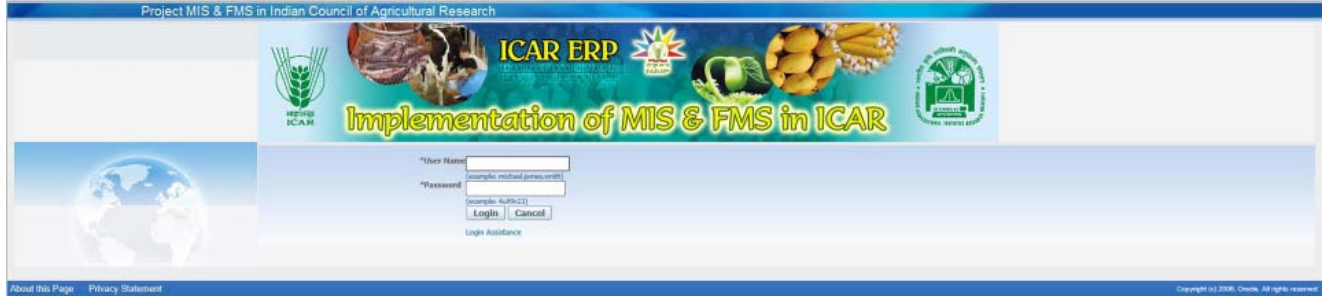 Project MIS & FMS in Indian Council of Agricultural Research
ICAR ERP
Implementation of MIS & FMS in ICAR
ICAR
*User Name
(example: michael.james.smith)
*Password
(example: 4u99v23)
Login Cancel
Login Assistance
About this Page Privacy Statement
Copyright (c) 2006, Oracle. All rights reserved.